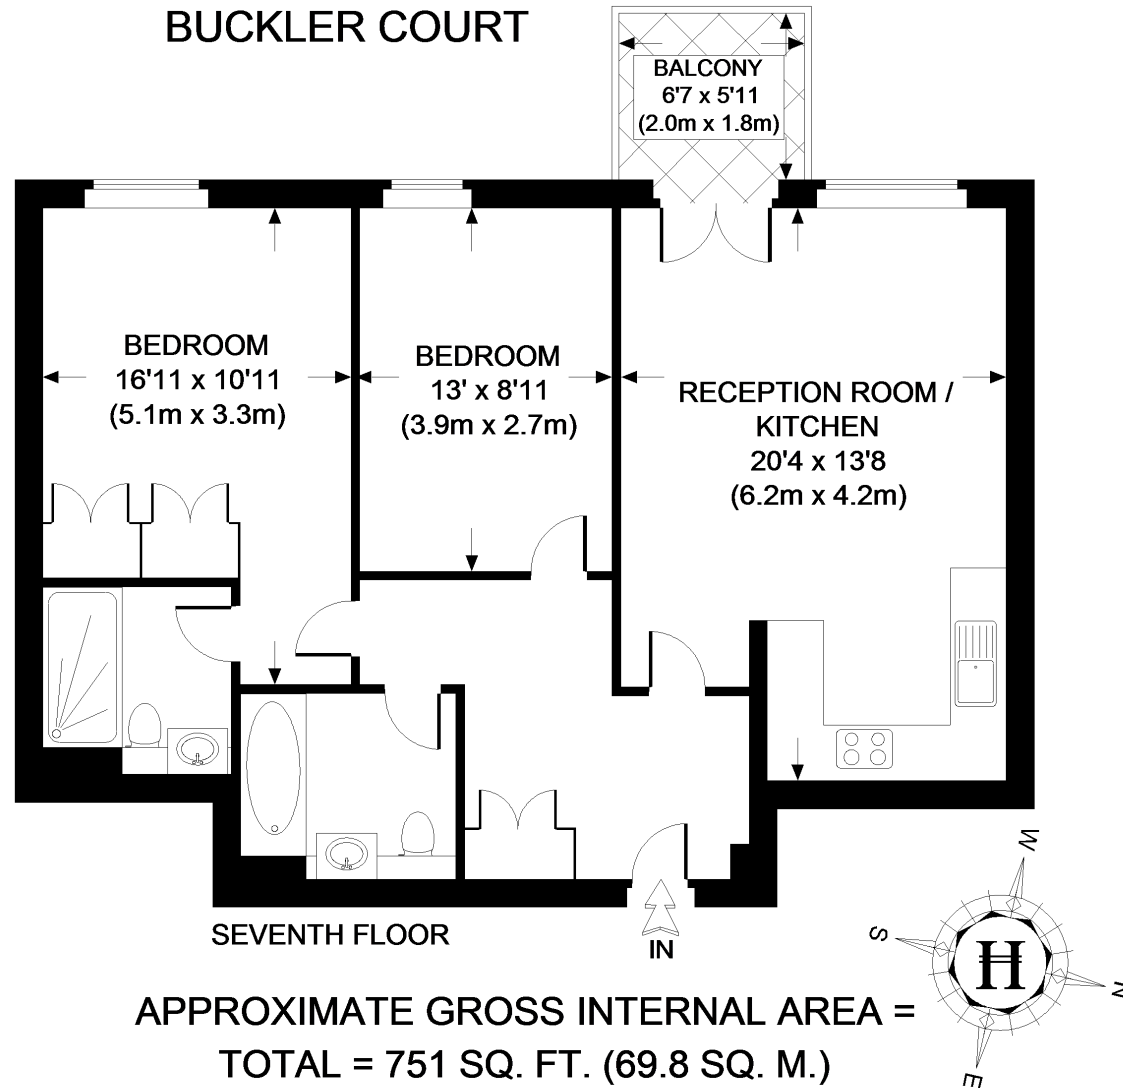 BUCKLER COURT
BALCONY
6'7 x 5'11
(2.0m x 1.8m)
BEDROOM
16'11 x 10'11
(5.1m x 3.3m)
BEDROOM
13' x 8'11
(3.9m x 2.7m)
RECEPTION ROOM /
KITCHEN
20'4 x 13'8
(6.2m x 4.2m)
SEVENTH FLOOR
IN
W
S
H
N
E
APPROXIMATE GROSS INTERNAL AREA =
TOTAL = 751 SQ. FT. (69.8 SQ. M.)